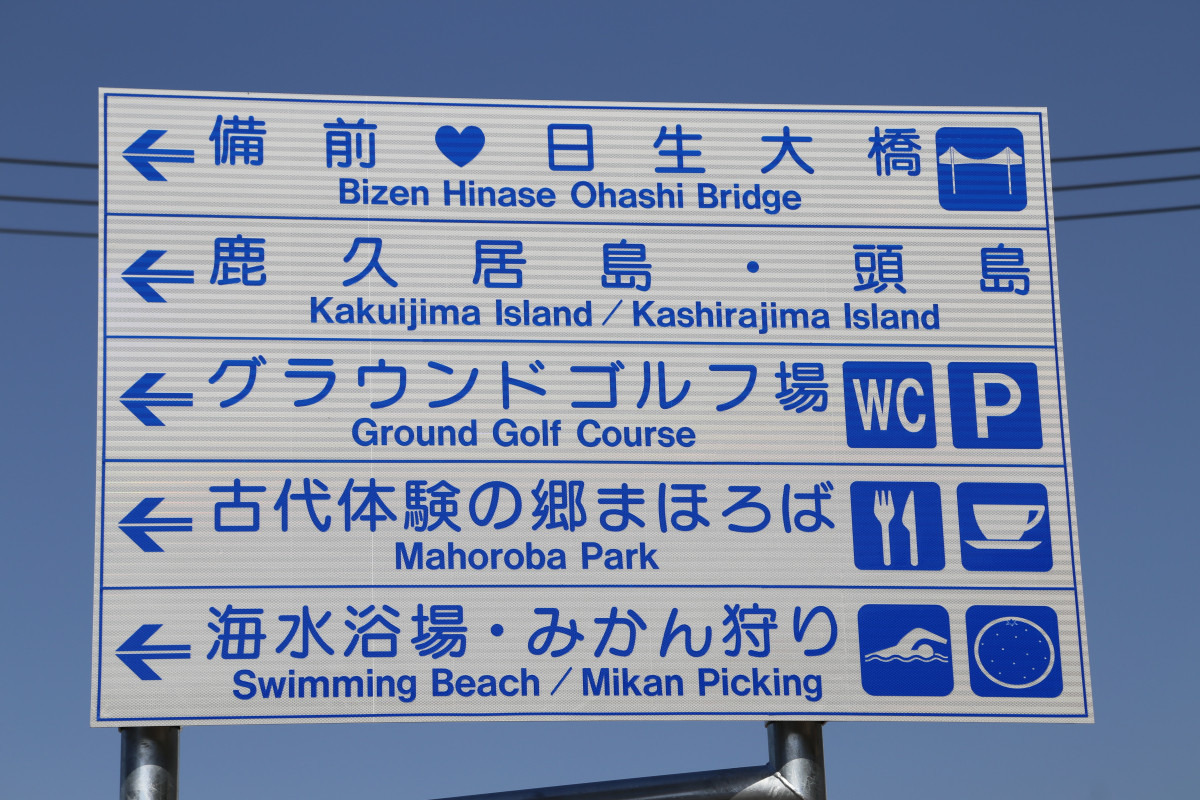 備前♥日生大橋
Bizen Hinase Ohashi Bridge
鹿久居島・頭島
Kakuijima Island/Kashirajima Island
グラウンドゴルフ場 WC P
Ground Golf Course
古代体験の郷まほろば
Mahoroba Park
海水浴場・みかん狩り
Swimming Beach/Mikan Picking